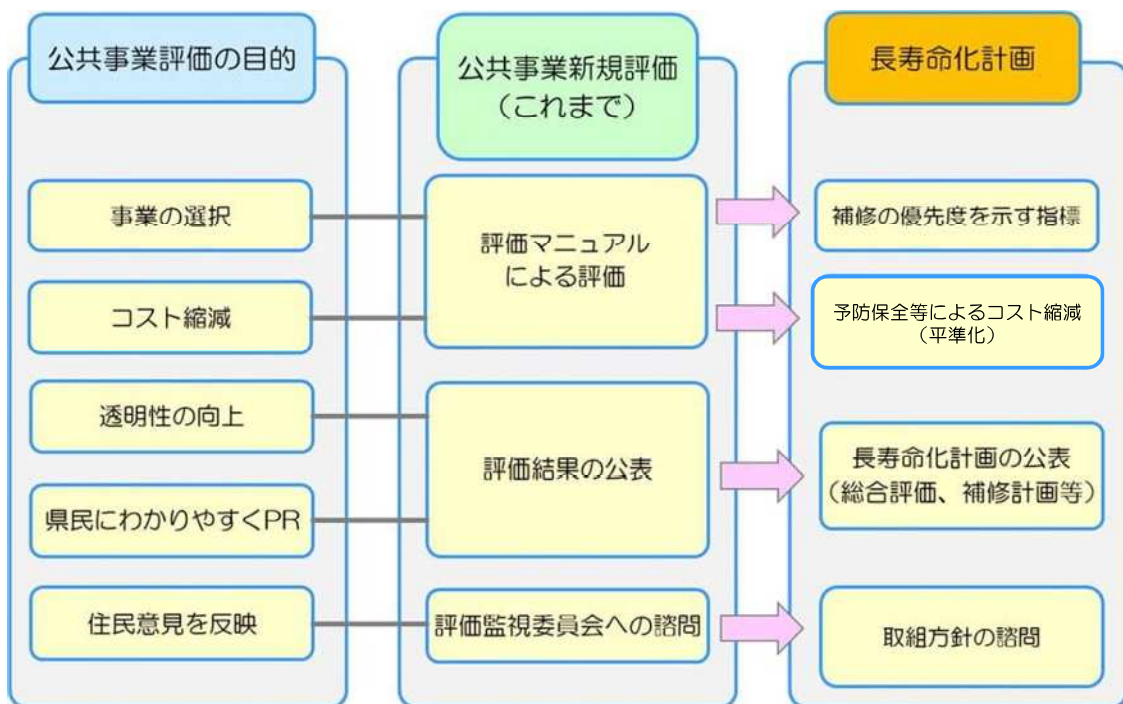 公共事業評価の目的
事業の選択
コスト縮減
透明性の向上
県民にわかりやすくPR
住民意見を反映
公共事業新規評価
（これまで）
評価マニュアル
による評価
評価結果の公表
評価監視委員会への諮問
長寿命化計画
補修の優先度を示す指標
予防保全等によるコスト縮減
（平準化）
長寿命化計画の公表
（総合評価、補修計画等）
取組方針の諮問